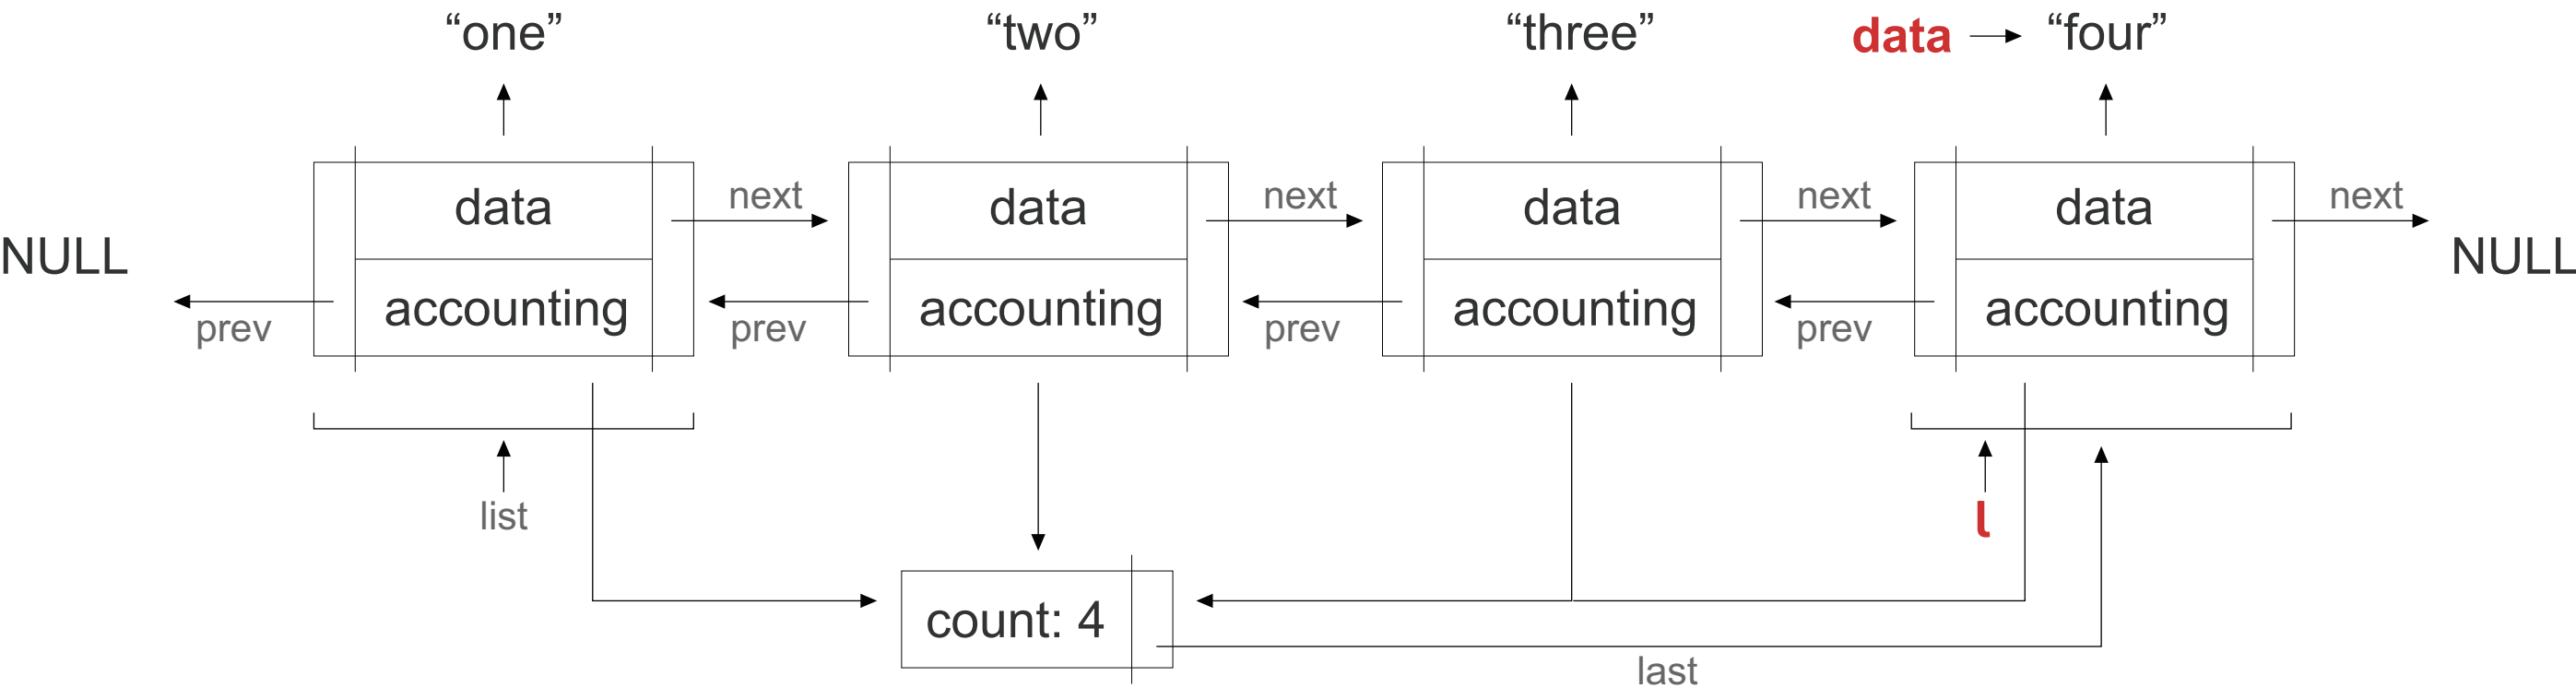 “one” “two” “three” data “four”
next next next next
data data data data
NULL NULL
accounting accounting accounting accounting
prev prev prev prev
list l
count: 4
last